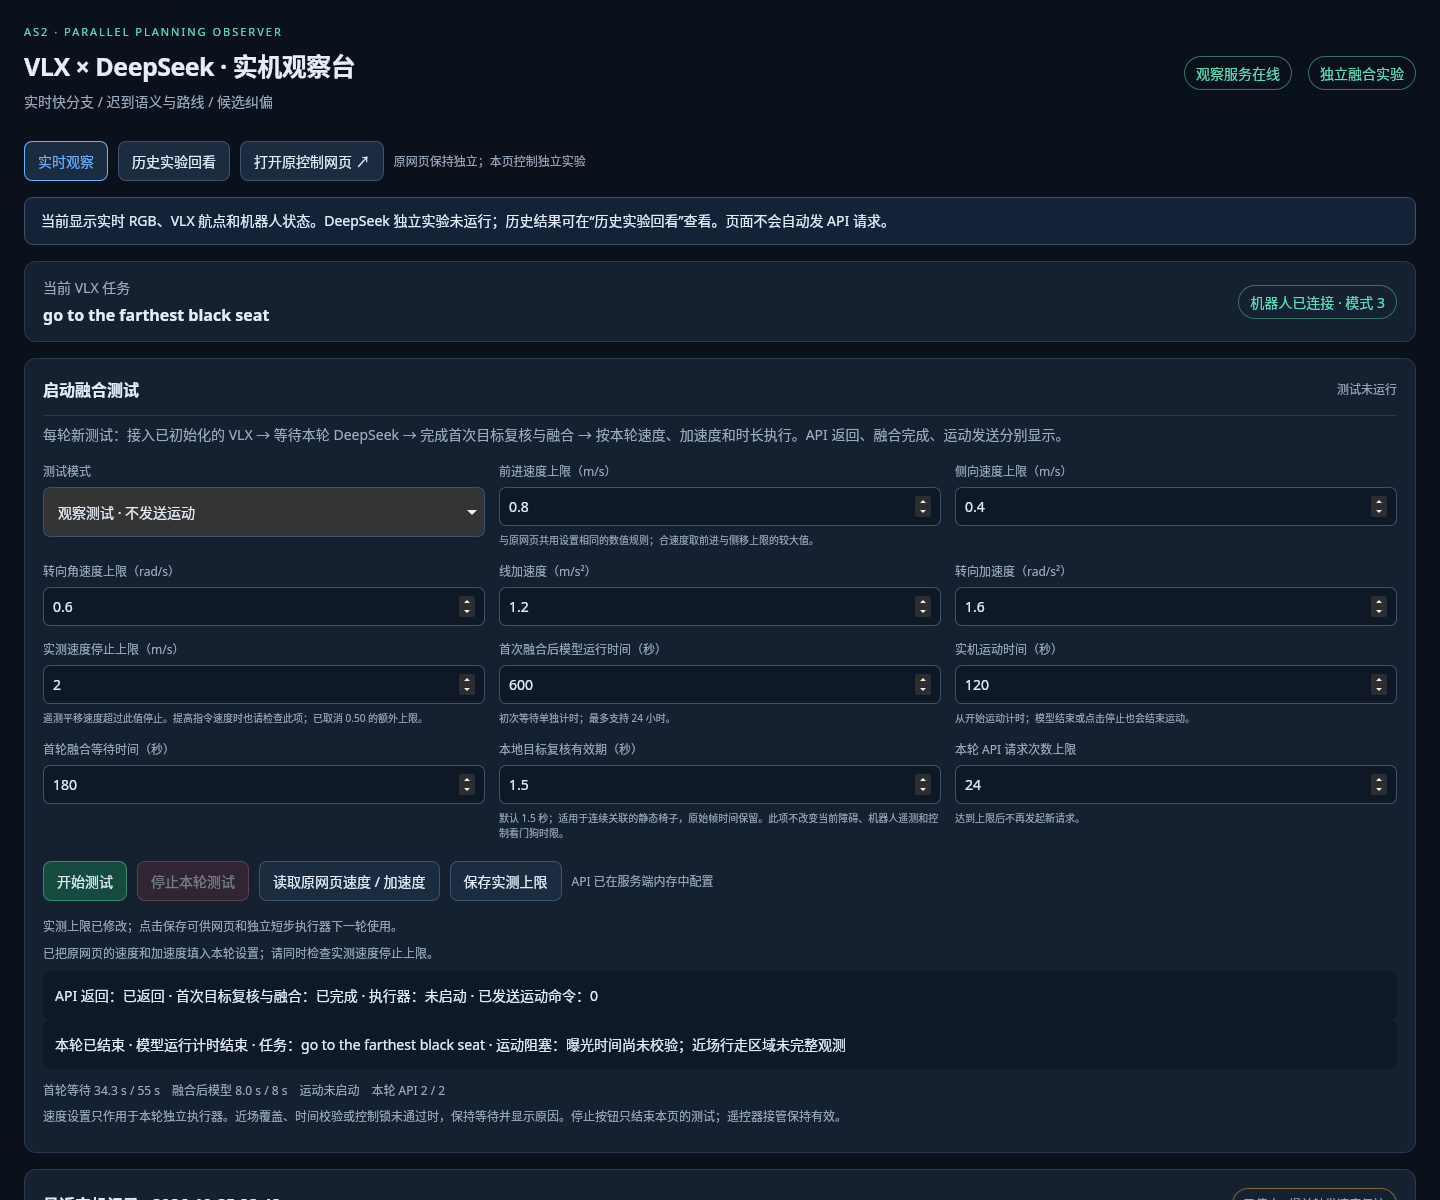 AS2 · PARALLEL PLANNING OBSERVER
VLX × DeepSeek · 实机观察台
实时快分支 / 迟到语义与路线 / 候选纠偏
观察服务在线
独立融合实验
实时观察
历史实验回看
打开原控制网页 ↗
原网页保持独立；本页控制独立实验
当前显示实时 RGB、VLX 航点和机器人状态。DeepSeek 独立实验未运行；历史结果可在“历史实验回看”查看。页面不会自动发 API 请求。
当前 VLX 任务
go to the farthest black seat
机器人已连接 · 模式 3
启动融合测试
测试未运行
每轮新测试：接入已初始化的 VLX → 等待本轮 DeepSeek → 完成首次目标复核与融合 → 按本轮速度、加速度和时长执行。API 返回、融合完成、运动发送分别显示。
测试模式
前进速度上限（m/s）
侧向速度上限（m/s）
观察测试 · 不发送运动
0.8
0.4
与原网页共用设置相同的数值规则；合速度取前进与侧移上限的较大值。
转向角速度上限（rad/s）
线加速度（m/s²）
转向加速度（rad/s²）
0.6
1.2
1.6
实测速度停止上限（m/s）
首次融合后模型运行时间（秒）
实机运动时间（秒）
2
600
120
遥测平移速度超过此值停止。提高指令速度时也请检查此项；已取消 0.50 的额外上限。
初次等待单独计时；最多支持 24 小时。
从开始运动计时；模型结束或点击停止也会结束运动。
首轮融合等待时间（秒）
本地目标复核有效期（秒）
本轮 API 请求次数上限
180
1.5
24
默认 1.5 秒；适用于连续关联的静态椅子，原始帧时间保留。此项不改变当前障碍、机器人遥测和控
制看门狗时限。
达到上限后不再发起新请求。
开始测试
停止本轮测试
读取原网页速度 / 加速度
保存实测上限
API 已在服务端内存中配置
实测上限已修改；点击保存可供网页和独立短步执行器下一轮使用。
已把原网页的速度和加速度填入本轮设置；请同时检查实测速度停止上限。
API 返回：已返回 · 首次目标复核与融合：已完成 · 执行器：未启动 · 已发送运动命令：0
本轮已结束 · 模型运行计时结束 · 任务：go to the farthest black seat · 运动阻塞：曝光时间尚未校验；近场行走区域未完整观测
首轮等待 34.3 s / 55 s 融合后模型 8.0 s / 8 s 运动未启动 本轮 API 2 / 2
速度设置只作用于本轮独立执行器。近场覆盖、时间校验或控制锁未通过时，保持等待并显示原因。停止按钮只结束本页的测试；遥控器接管保持有效。